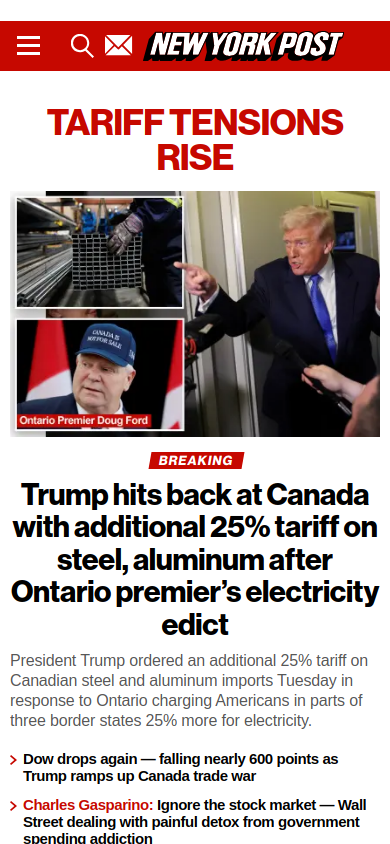 NEW YORK POST
TARIFF TENSIONS
RISE
CANADA IS
NOT FOR SALE
Ontario Premier Doug Ford
BREAKING
Trump hits back at Canada
with additional 25% tariff on
steel, aluminum after
Ontario premier’s electricity
edict
President Trump ordered an additional 25% tariff on
Canadian steel and aluminum imports Tuesday in
response to Ontario charging Americans in parts of
three border states 25% more for electricity.
Dow drops again — falling nearly 600 points as
Trump ramps up Canada trade war
Charles Gasparino: Ignore the stock market — Wall
Street dealing with painful detox from government
spending addiction